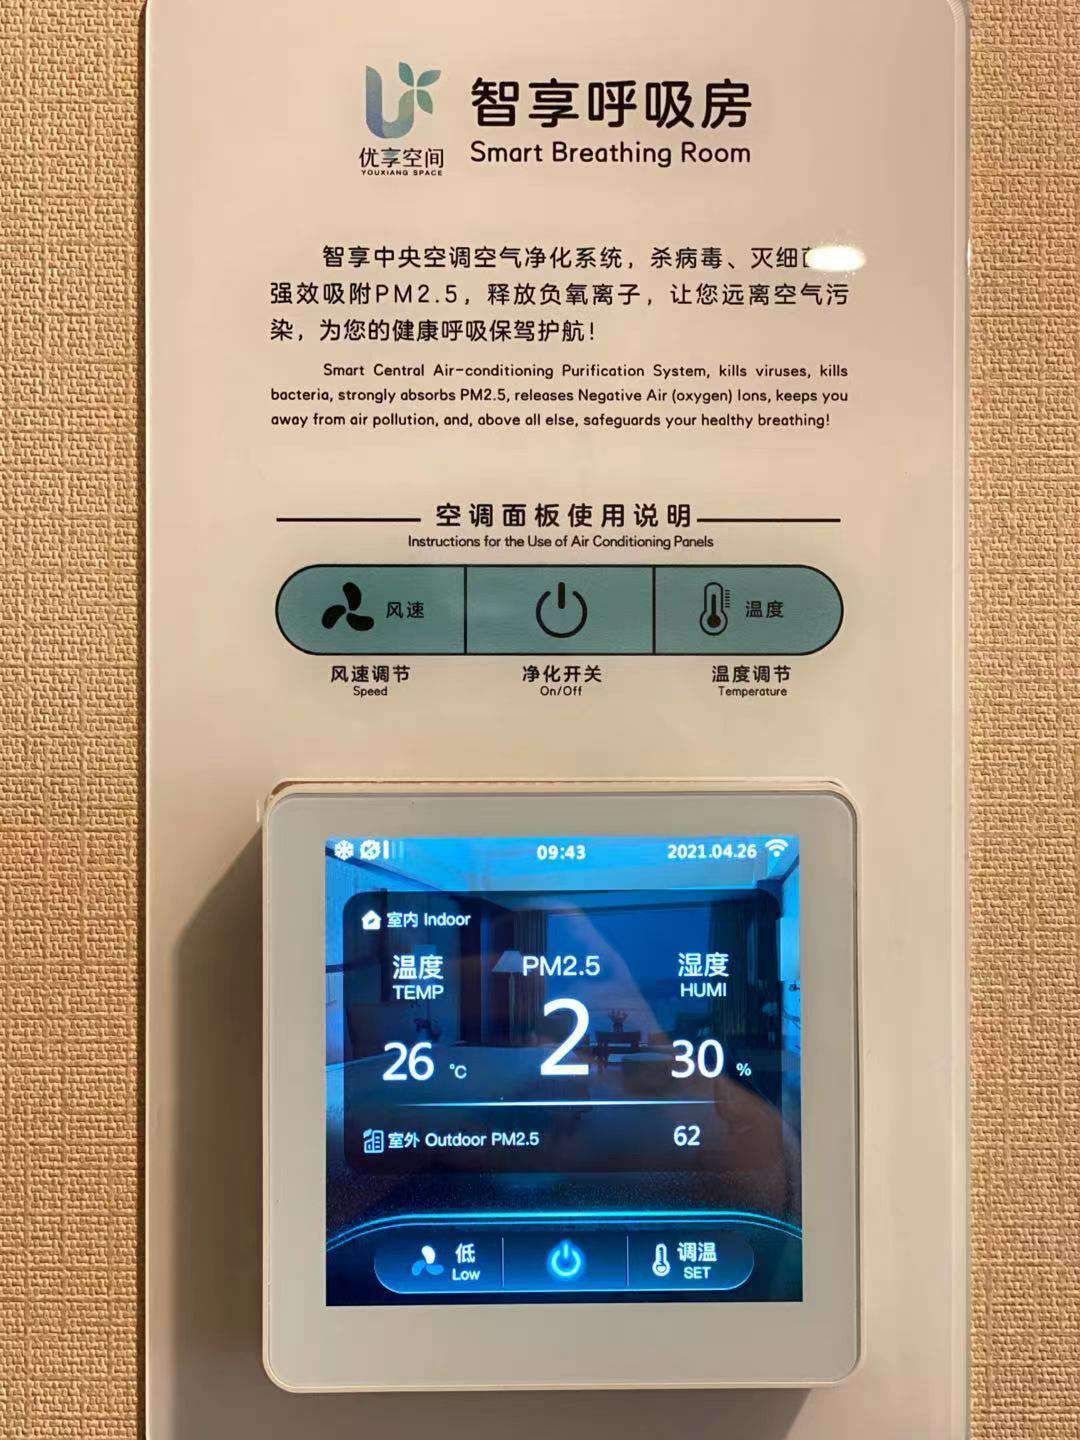 优享空间
YOUXIANG SPACE
智享呼吸房
Smart Breathing Room
智享中央空调空气净化系统，杀病毒、灭细
强效吸附PM2.5，释放负氧离子，让您远离空气污
染，为您的健康呼吸保驾护航！
Smart Central Air-conditioning Purification System, kills viruses, kills
bacteria, strongly absorbs PM2.5, releases Negative Air (oxygen) Ions, keeps you
away from air pollution, and, above all else, safeguards your healthy breathing!
空调面板使用说明
Instructions for the Use of Air Conditioning Panels
风速 温度
风速调节 净化开关 温度调节
Speed On/Off Temperature
09:43 2021.04.26
室内 Indoor
温度 PM2.5 湿度
TEMP HUMI
26 °C 2 30 %
室外 Outdoor PM2.5 62
低 调温
Low SET